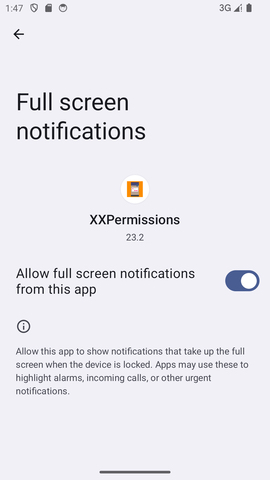 1:47
3G
Full screen
notifications
XXPermissions
23.2
Allow full screen notifications
from this app
Allow this app to show notifications that take up the full
screen when the device is locked. Apps may use these to
highlight alarms, incoming calls, or other urgent
notifications.